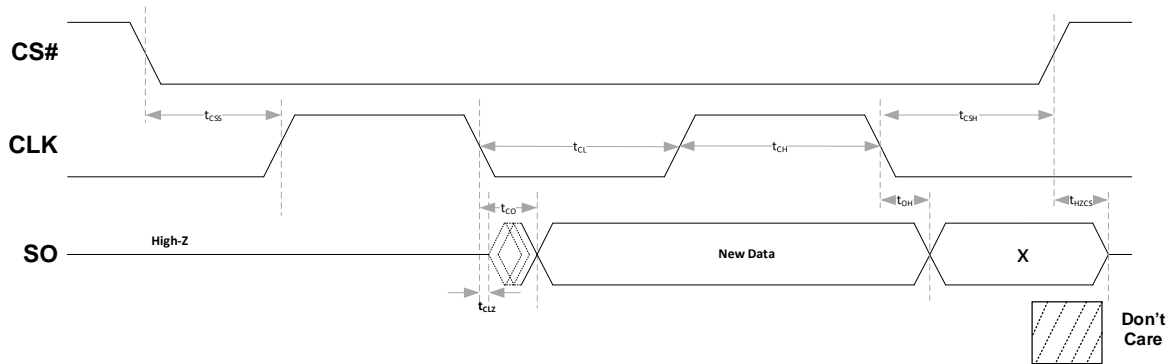 CS#
tCSS
tCSH
CLK
tCL
tCH
tCO
tOH
tHZCS
High-Z
SO
New Data
X
tCLZ
Don't
Care